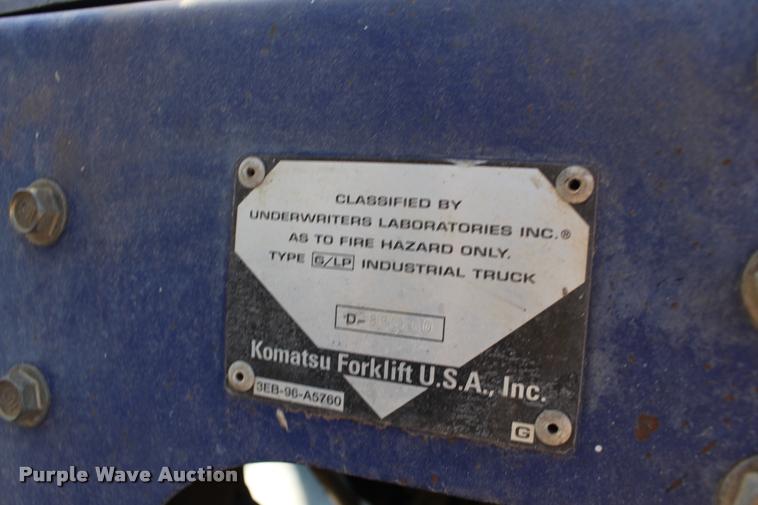 CLASSIFIED BY
UNDERWRITERS LABORATORIES INC.®
AS TO FIRE HAZARD ONLY.
TYPE G/LP INDUSTRIAL TRUCK
D-
Komatsu Forklift U.S.A., Inc.
3EB-96-A5760
G
Purple Wave Auction